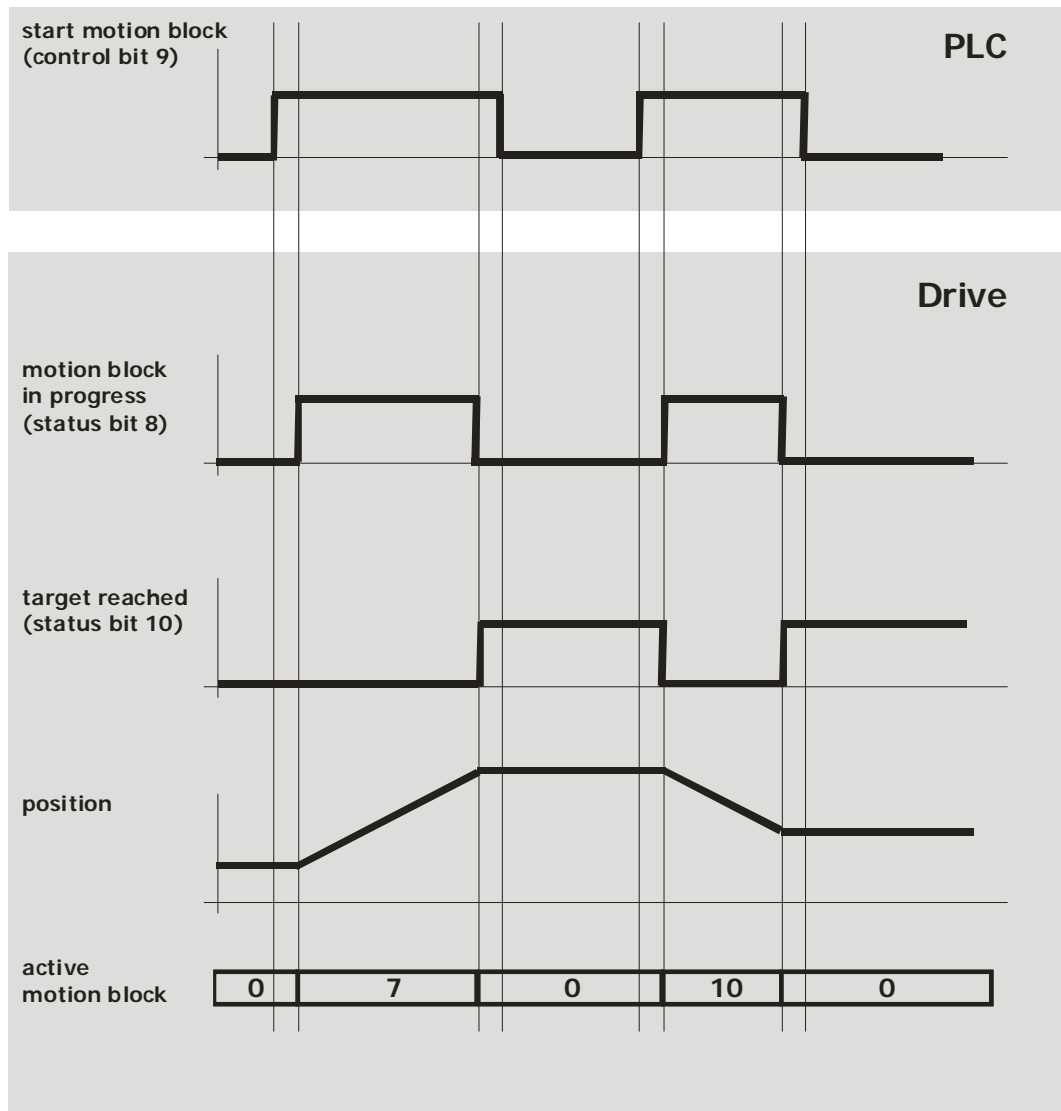 start motion block
(control bit 9)
PLC
Drive
motion block
in progress
(status bit 8)
target reached
(status bit 10)
position
active
motion block
0 7 0 10 0